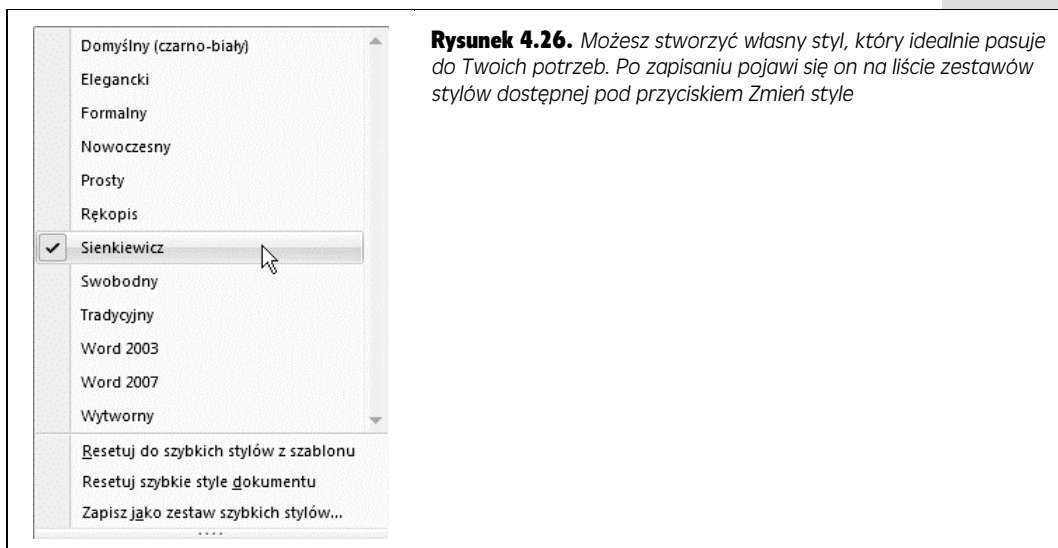 Domyślny (czarno-biały)
Elegancki
Formalny
Nowoczesny
Prosty
Rękopis
Sienkiewicz
Swobodny
Tradycyjny
Word 2003
Word 2007
Wytworny
Resetuj do szybkich stylów z szablonu
Resetuj szybkie style dokumentu
Zapisz jako zestaw szybkich stylów...
Rysunek 4.26. Możesz stworzyć własny styl, który idealnie pasuje
do Twoich potrzeb. Po zapisaniu pojawi się on na liście zestawów
stylów dostępnej pod przyciskiem Zmień style